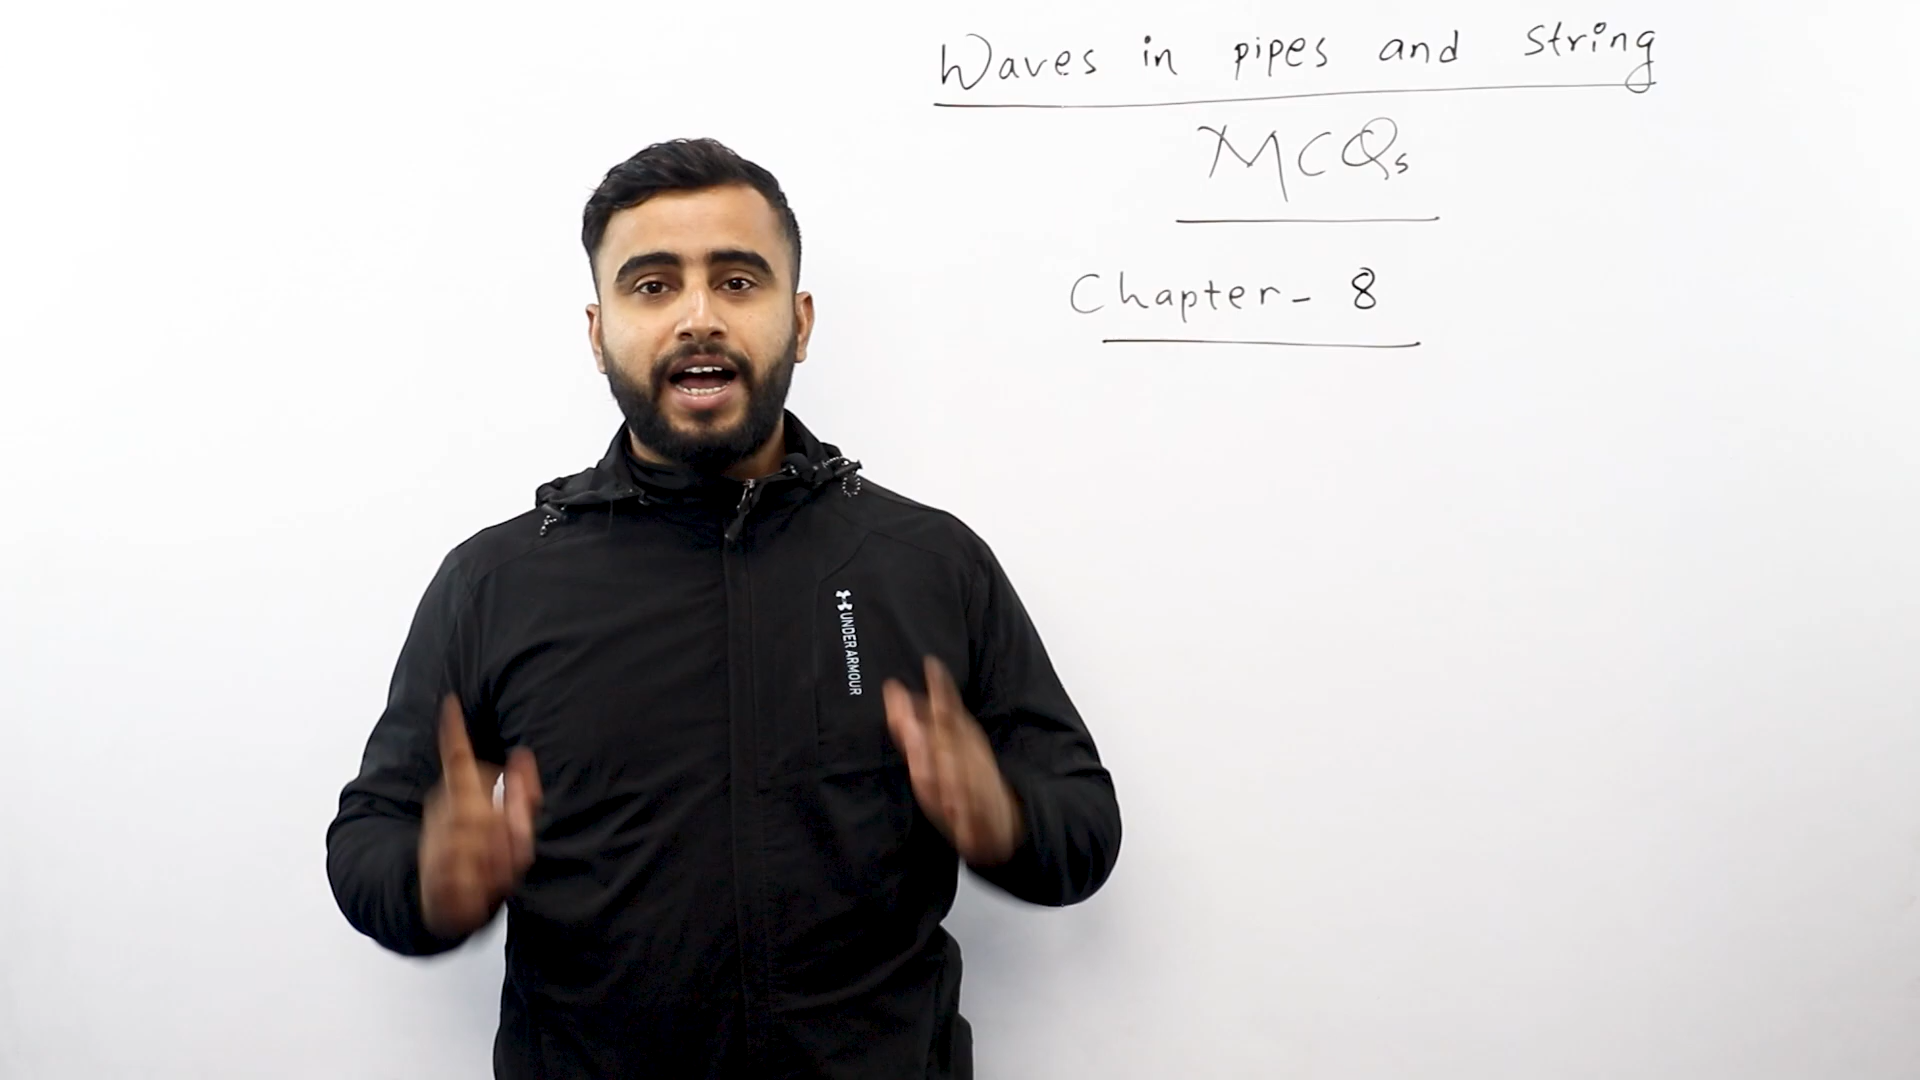 Waves in pipes and string
MCQs
Chapter - 8
UNDER ARMOUR